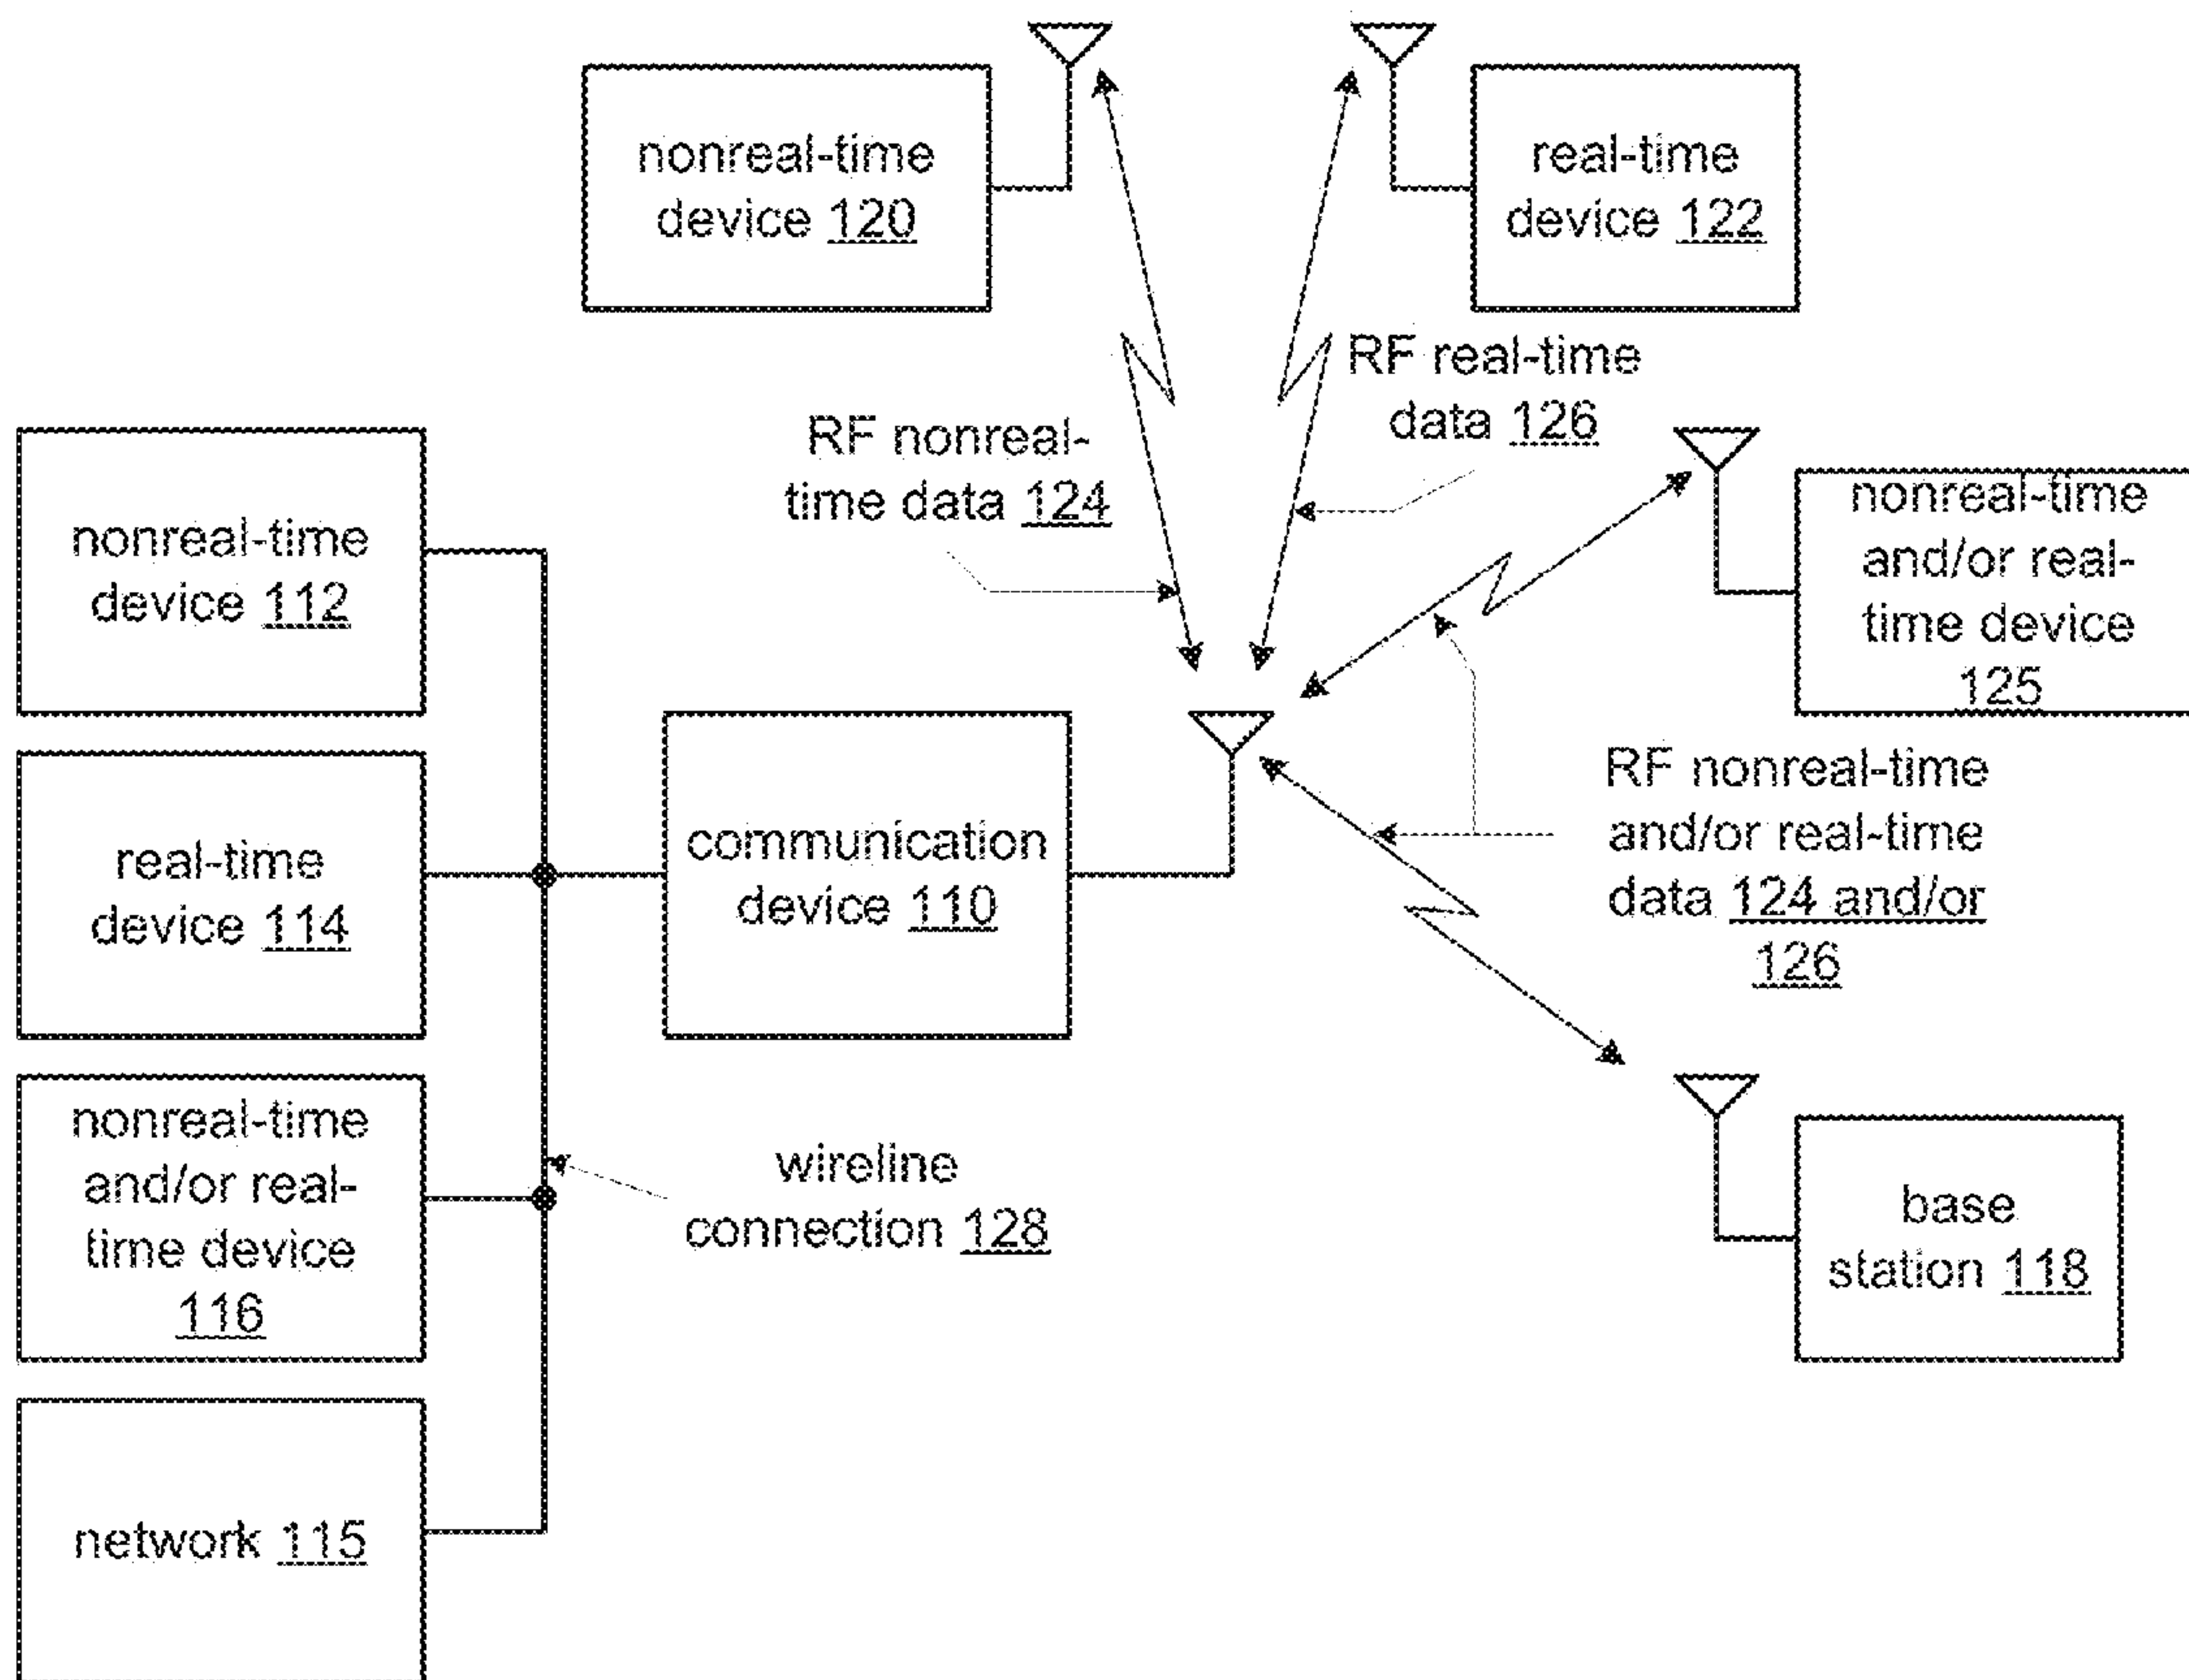 nonreal-time
device 120
real-time
device 122
RF real-time
data 126
RF nonreal-
time data 124
nonreal-time
and/or real-
time device
125
nonreal-time
device 112
real-time
device 114
communication
device 110
RF nonreal-time
and/or real-time
data 124 and/or
126
nonreal-time
and/or real-
time device
116
wireline
connection 128
base
station 118
network 115